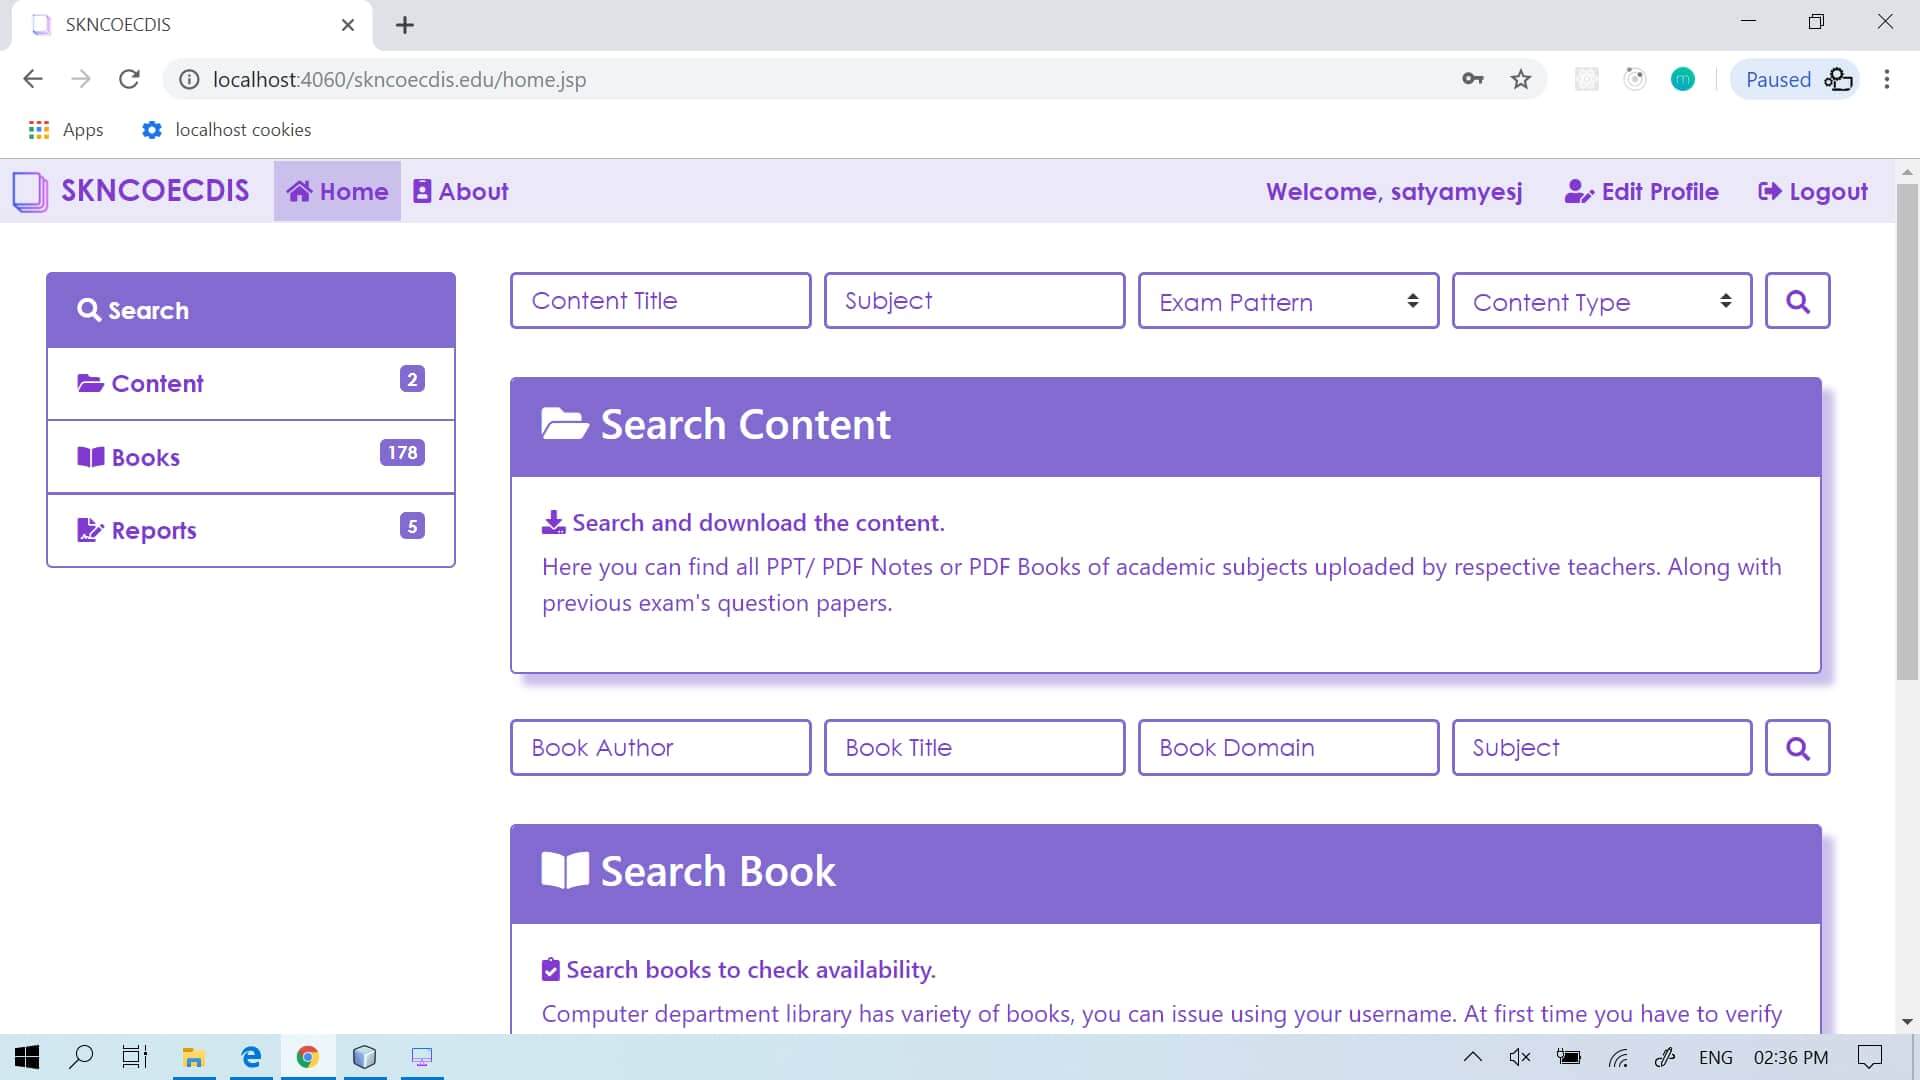 SKNCOECDIS
localhost:4060/skncoecdis.edu/home.jsp
m
Paused
Apps
localhost cookies
SKNCOECDIS
Home
About
Welcome, satyamyesj
Edit Profile
Logout
Search
Content
2
Books
178
Reports
5
Content Title
Subject
Exam Pattern
Content Type
Search Content
Search and download the content.
Here you can find all PPT/ PDF Notes or PDF Books of academic subjects uploaded by respective teachers. Along with
previous exam's question papers.
Book Author
Book Title
Book Domain
Subject
Search Book
Search books to check availability.
Computer department library has variety of books, you can issue using your username. At first time you have to verify
ENG
02:36 PM